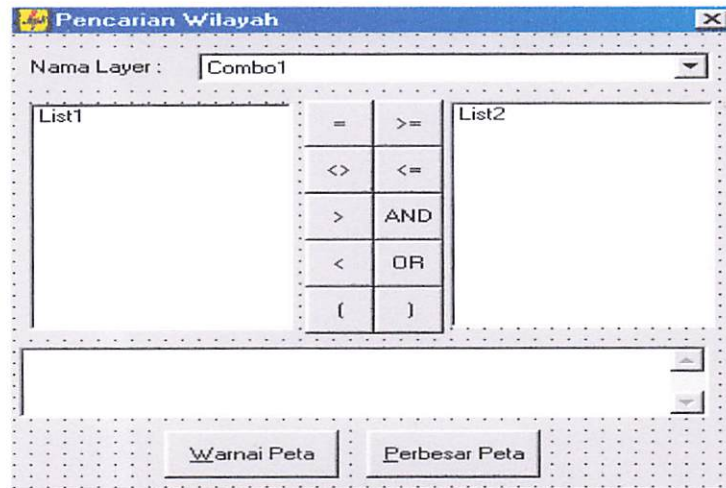 Pencarian Wilayah
Nama Layer :
Combo1
List1
= >=
<> <=
> AND
< OR
( )
List2
Warnai Peta
Perbesar Peta